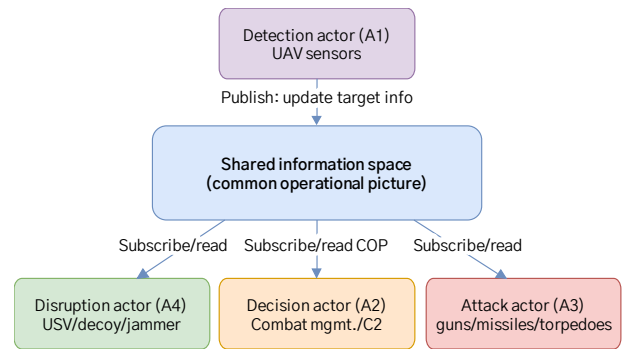 Detection actor (A1)
UAV sensors
Publish: update target info
Shared information space
(common operational picture)
Subscribe/read
Subscribe/read COP
Subscribe/read
Disruption actor (A4)
USV/decoy/jammer
Decision actor (A2)
Combat mgmt./C2
Attack actor (A3)
guns/missiles/torpedoes